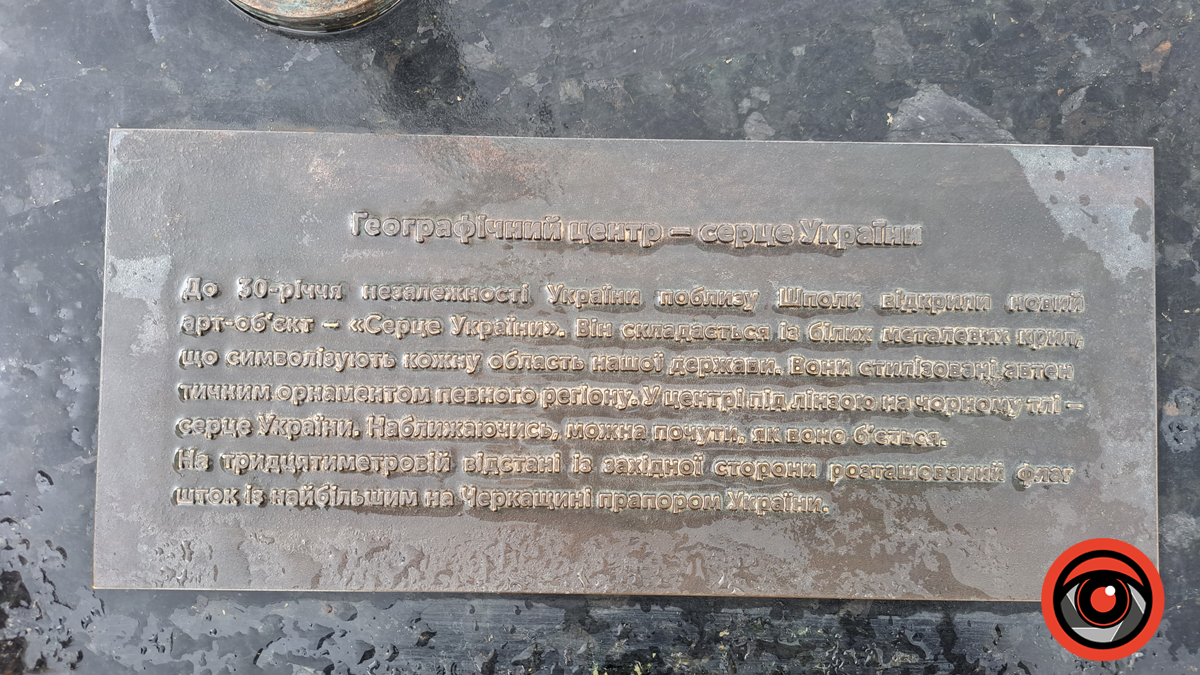 Географічний центр – серце України
До 30-річчя незалежності України поблизу Шполи відкрили новий
арт-об'єкт – «Серце України». Він складається із білих металевих крил,
що символізують кожну область нашої держави. Вони стилізовані автен
тичним орнаментом певного регіону. У центрі під лінзою на чорному тлі –
серце України. Наближаючись, можна почути, як воно б'ється.
На тридцятиметровій відстані із західної сторони розташований флаг
шток із найбільшим на Черкащині прапором України.